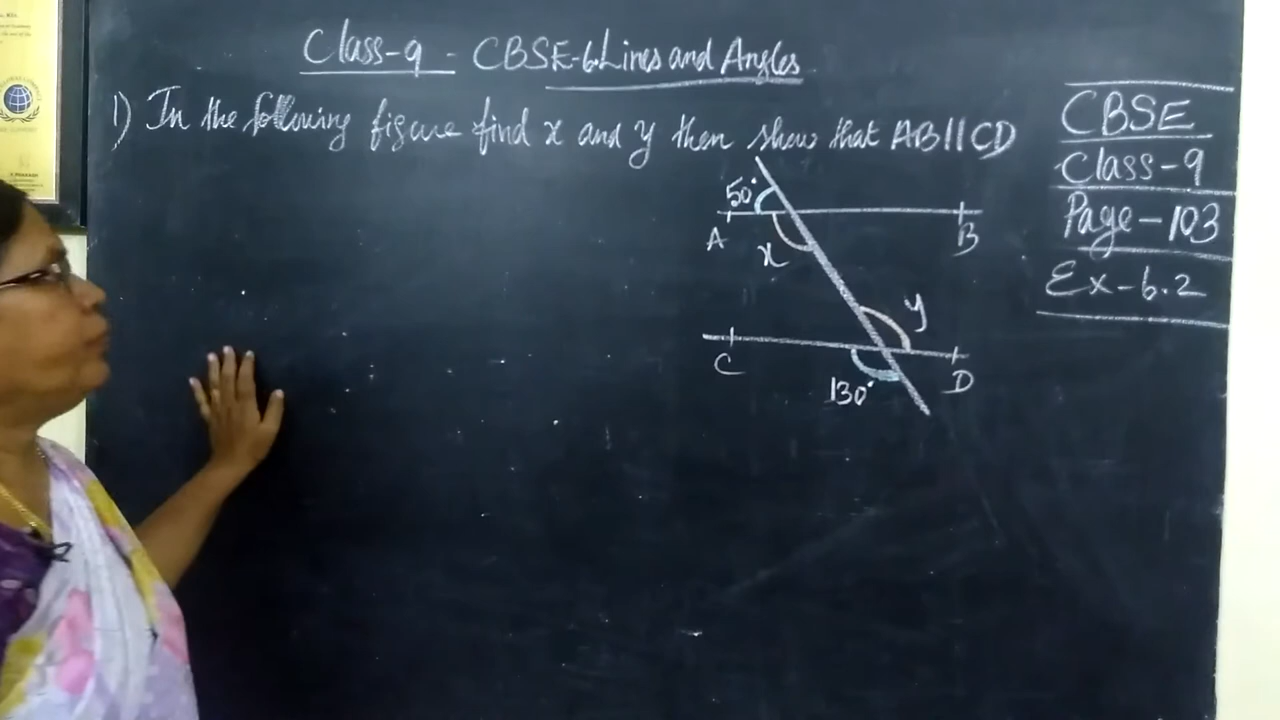 Class-9 - CBSE-6.Lines and Angles
1) In the following figure find x and y then show that AB||CD
50°
A
B
x
y
C
D
130°
CBSE
Class-9
Page-103
Ex-6.2